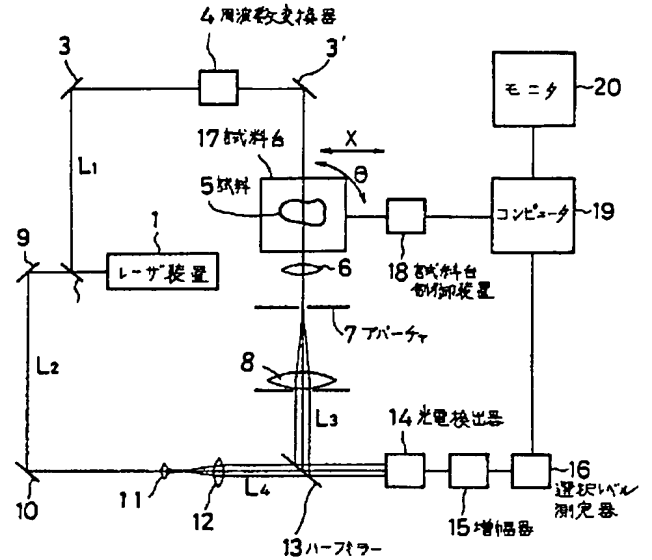 4 周波数変換器
3
3′
17 試料台
X
θ
5 試料
L1
1
レーザ装置
9
6
18 試料台
制御装置
モニタ
20
コンピュータ
19
7 アパーチャ
8
L2
L3
14 光電検出器
16
選択レベル
測定器
15 増幅器
10
11
12
L4
13 ハーフミラー